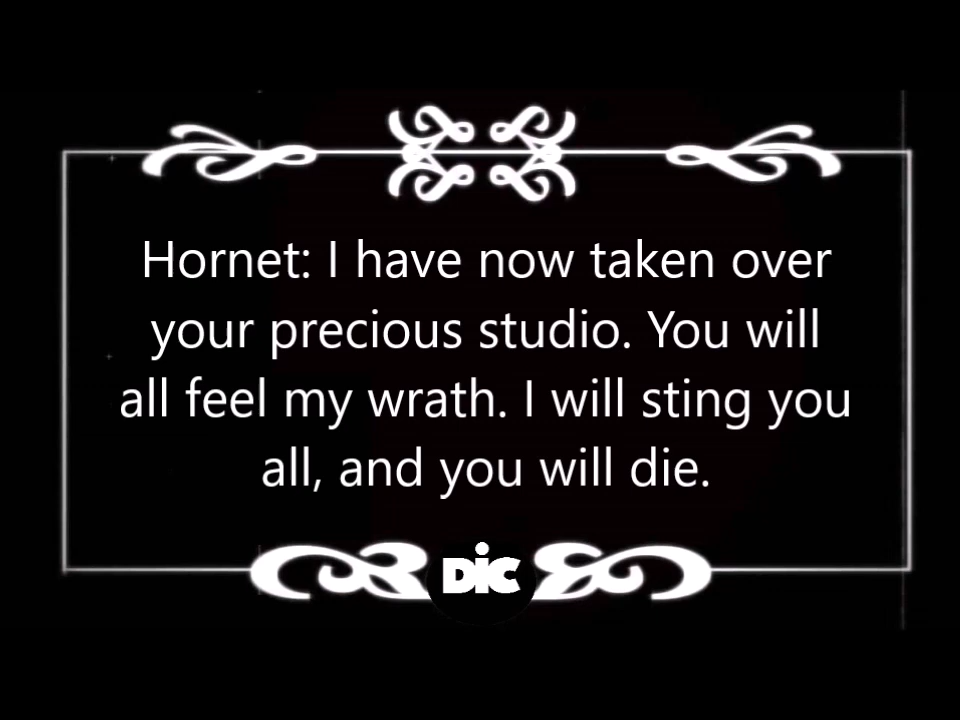 Hornet: I have now taken over
your precious studio. You will
all feel my wrath. I will sting you
all, and you will die.
DiC